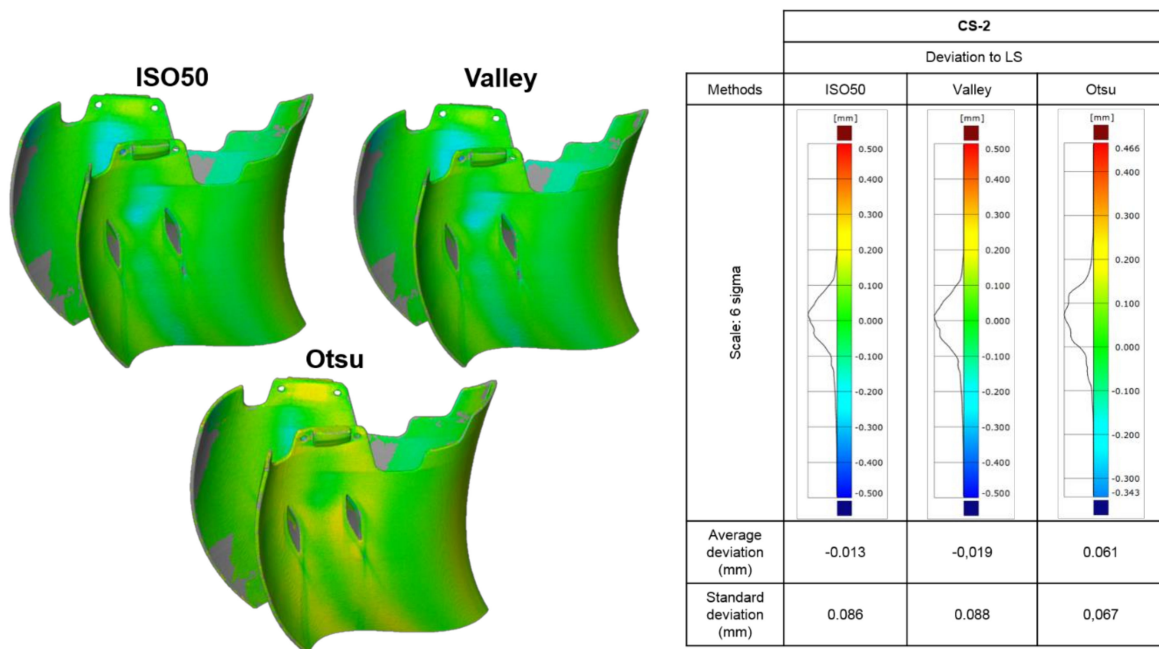 ISO50
Valley
Otsu
CS-2
Deviation to LS
Methods
ISO50
Valley
Otsu
Scale: 6 sigma
[mm]
0.500
0.400
0.300
0.200
0.100
0.000
-0.100
-0.200
-0.300
-0.400
-0.500
[mm]
0.500
0.400
0.300
0.200
0.100
0.000
-0.100
-0.200
-0.300
-0.400
-0.500
[mm]
0.466
0.400
0.300
0.200
0.100
0.000
-0.100
-0.200
-0.300
-0.343
Average
deviation
(mm)
-0.013
-0,019
0.061
Standard
deviation
(mm)
0.086
0.088
0,067